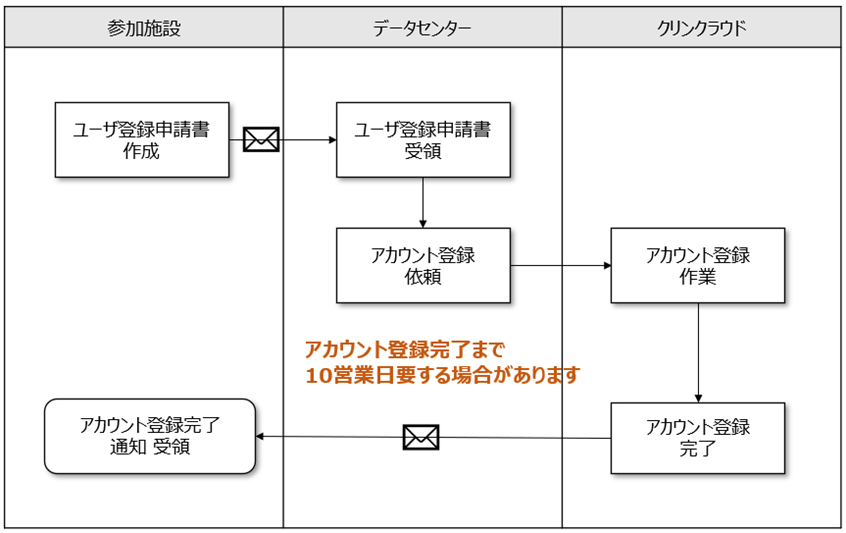 参加施設
データセンター
クリンクラウド
ユーザ登録申請書
作成
ユーザ登録申請書
受領
アカウント登録
依頼
アカウント登録
作業
アカウント登録完了まで
10営業日要する場合があります
アカウント登録完了
通知 受領
アカウント登録
完了